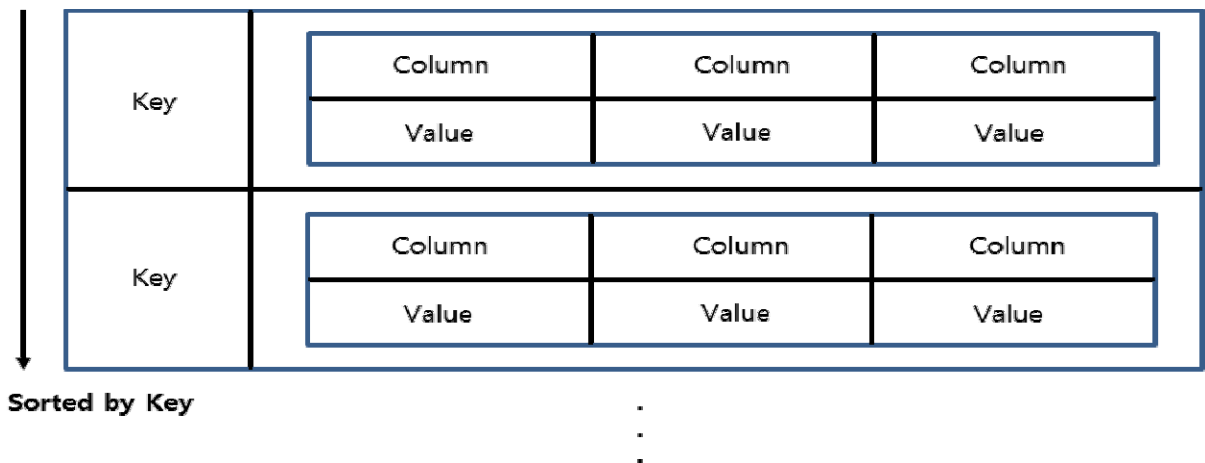 Key
Column Column Column
Value Value Value
Key
Column Column Column
Value Value Value
Sorted by Key
.
.
.